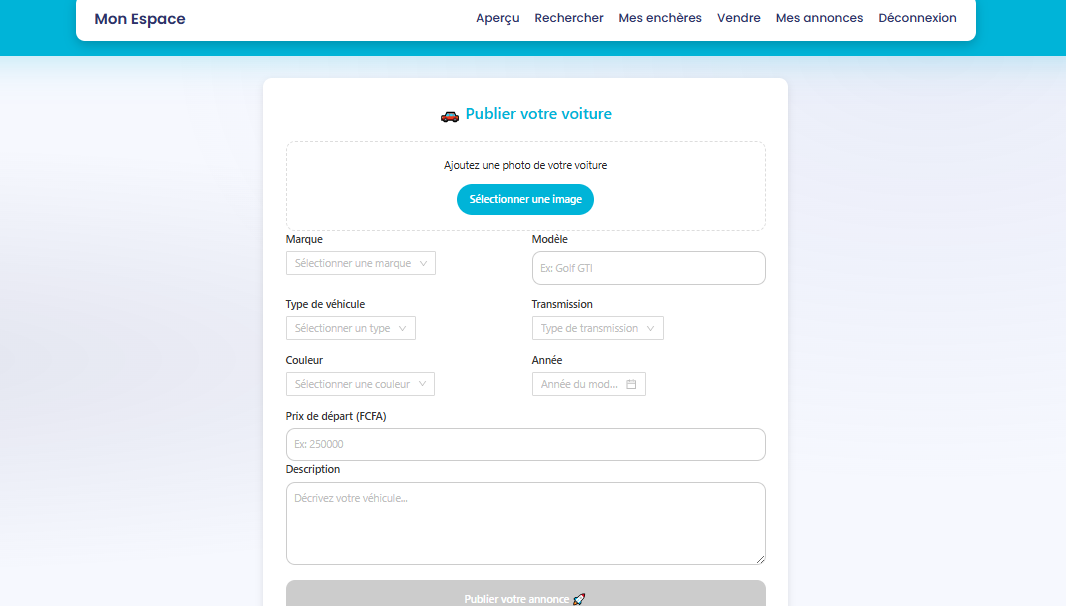 Mon Espace
Aperçu Rechercher Mes enchères Vendre Mes annonces Déconnexion
🚗 Publier votre voiture
Ajoutez une photo de votre voiture
Sélectionner une image
Marque Modèle
Sélectionner une marque Ex: Golf GTI
Type de véhicule Transmission
Sélectionner un type Type de transmission
Couleur Année
Sélectionner une couleur Année du mod...
Prix de départ (FCFA)
Ex: 250000
Description
Décrivez votre véhicule...
Publier votre annonce 🚀